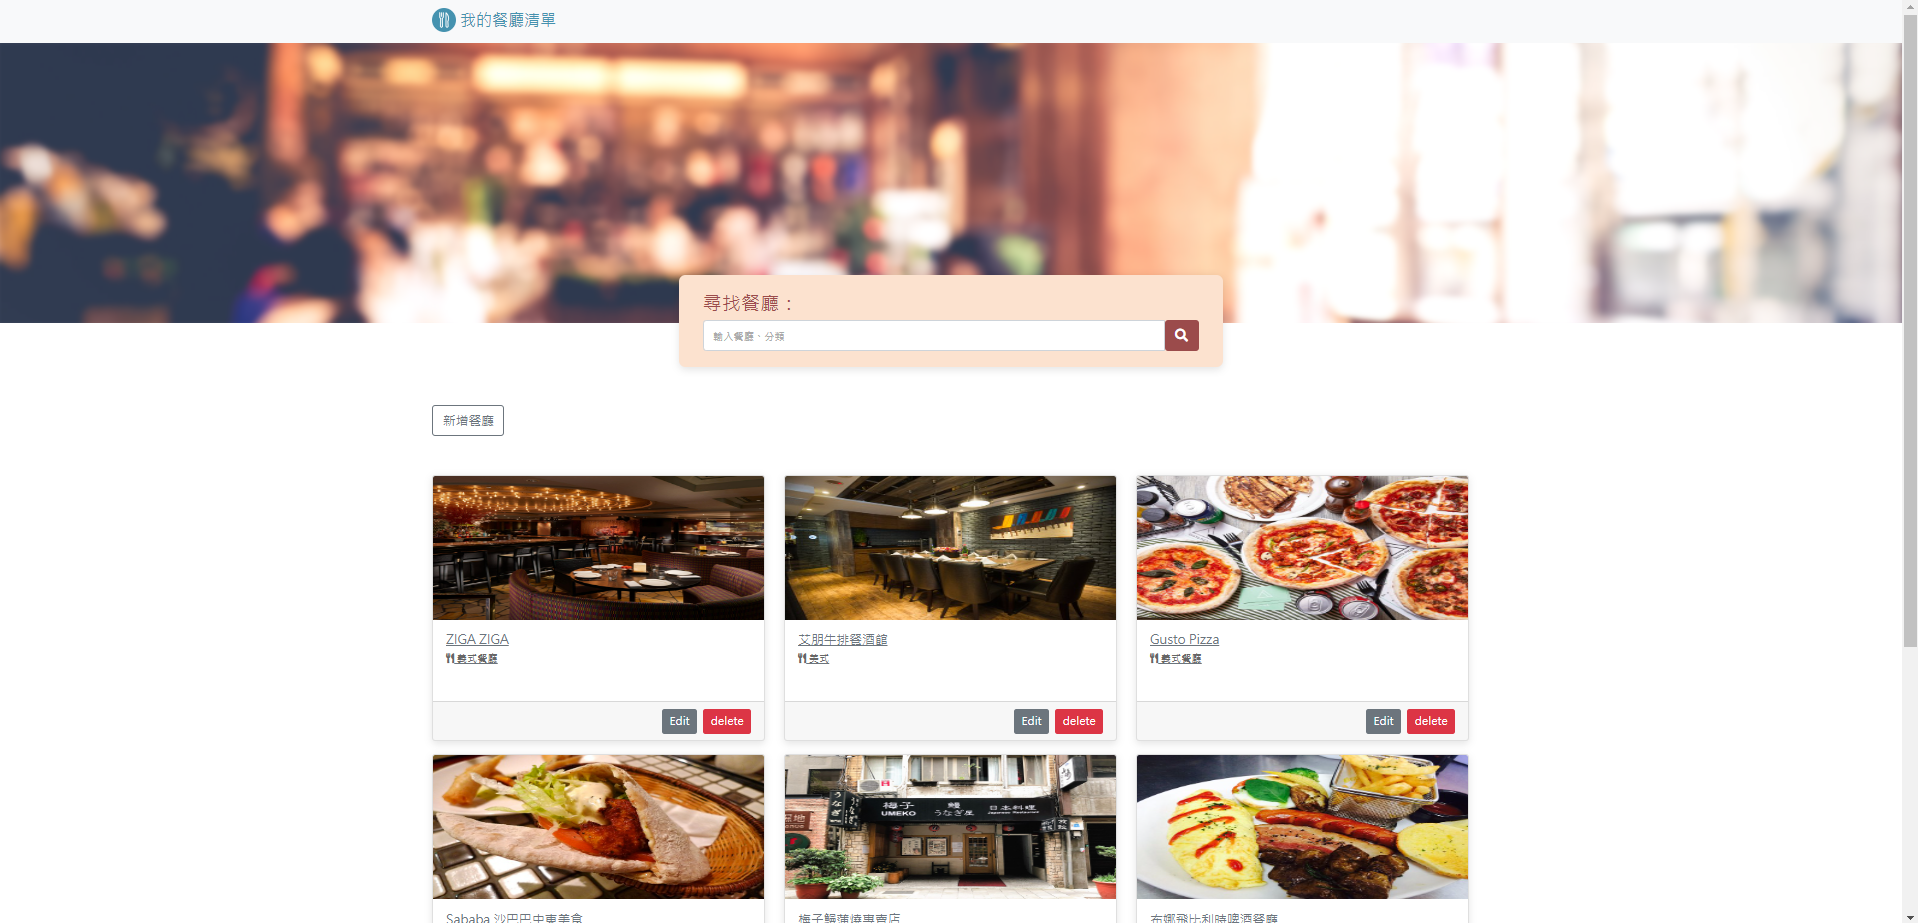 我的餐廳清單
尋找餐廳：
輸入餐廳、分類
新增餐廳
ZIGA ZIGA
義式餐廳
Edit delete
艾朋牛排餐酒館
美式
Edit delete
Gusto Pizza
義式餐廳
Edit delete
梅子 鰻 日本料理
UMEKO うなぎ屋 Japanese Restaurant
Sababa 沙巴巴中東美食
梅子鰻蒲燒專賣店
布娜飛比利時啤酒餐廳